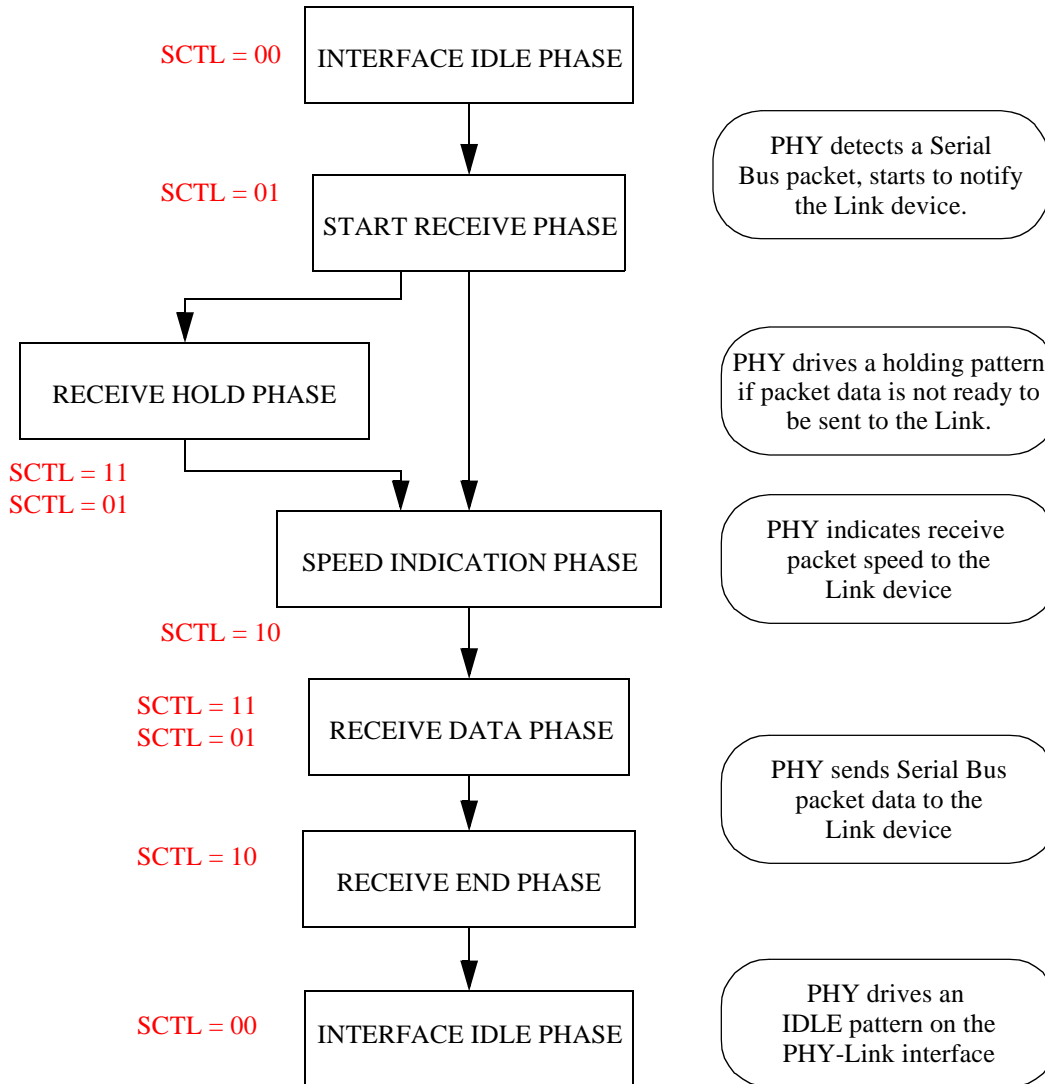 SCTL = 00
INTERFACE IDLE PHASE
PHY detects a Serial
Bus packet, starts to notify
the Link device.
SCTL = 01
START RECEIVE PHASE
RECEIVE HOLD PHASE
PHY drives a holding pattern
if packet data is not ready to
be sent to the Link.
SCTL = 11
SCTL = 01
SPEED INDICATION PHASE
PHY indicates receive
packet speed to the
Link device
SCTL = 10
SCTL = 11
SCTL = 01
RECEIVE DATA PHASE
PHY sends Serial Bus
packet data to the
Link device
SCTL = 10
RECEIVE END PHASE
SCTL = 00
INTERFACE IDLE PHASE
PHY drives an
IDLE pattern on the
PHY-Link interface